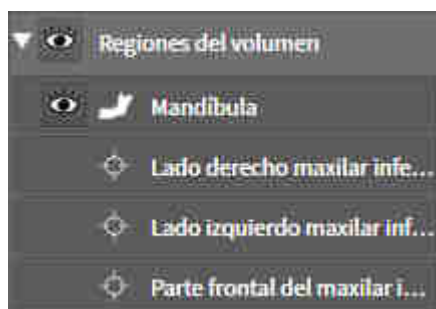 Regiones del volumen
Mandíbula
Lado derecho maxilar infe...
Lado izquierdo maxilar inf...
Parte frontal del maxilar i...